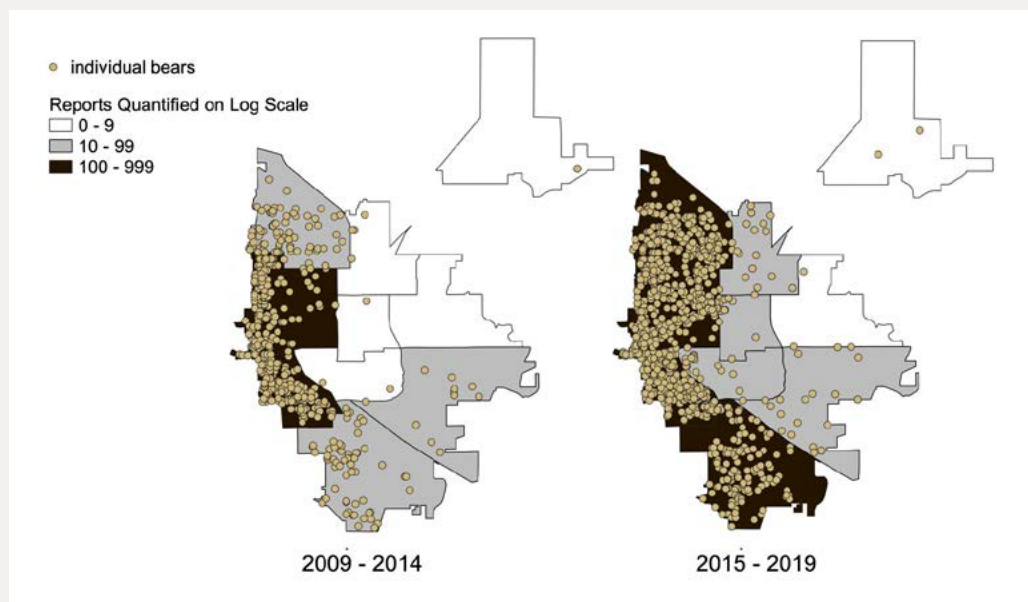 individual bears
Reports Quantified on Log Scale
0 - 9
10 - 99
100 - 999
2009 - 2014
2015 - 2019